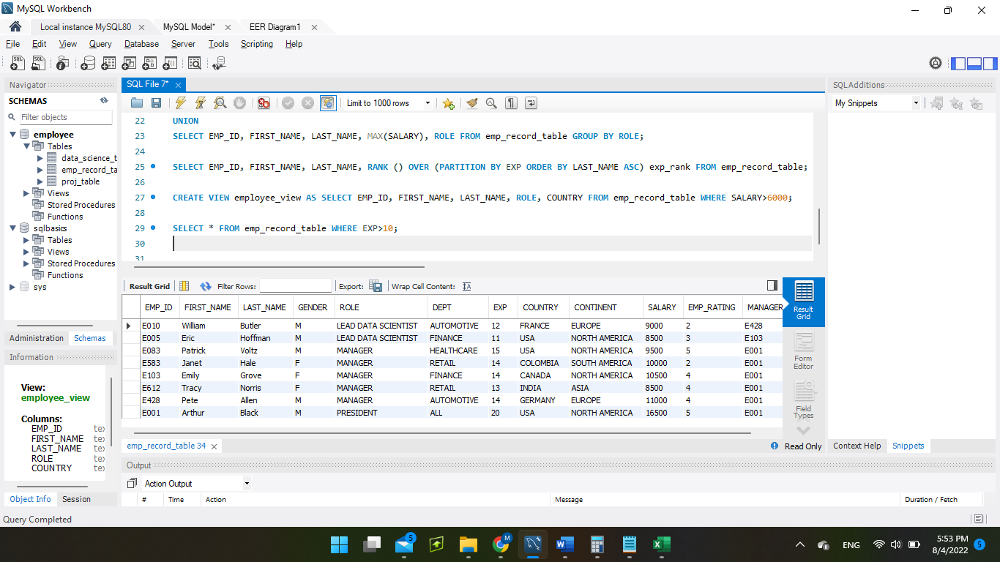 MySQL Workbench
Local instance MySQL80 MySQL Model* EER Diagram1
File Edit View Query Database Server Tools Scripting Help
Navigator
SCHEMAS
Filter objects
employee
Tables
data_science_t
emp_record_ta
proj_table
Views
Stored Procedures
Functions
sqlbasics
Tables
Views
Stored Procedures
Functions
sys
Administration Schemas
Information
View:
employee_view
Columns:
EMP_ID te
FIRST_NAME te
LAST_NAME te
ROLE te
COUNTRY te
Object Info Session
SQL File 7*
Limit to 1000 rows
22 UNION
23 SELECT EMP_ID, FIRST_NAME, LAST_NAME, MAX(SALARY), ROLE FROM emp_record_table GROUP BY ROLE;
24
25 SELECT EMP_ID, FIRST_NAME, LAST_NAME, RANK () OVER (PARTITION BY EXP ORDER BY LAST_NAME ASC) exp_rank FROM emp_record_table;
26
27 CREATE VIEW employee_view AS SELECT EMP_ID, FIRST_NAME, LAST_NAME, ROLE, COUNTRY FROM emp_record_table WHERE SALARY>6000;
28
29 SELECT * FROM emp_record_table WHERE EXP>10;
30
31
Result Grid Filter Rows: Export: Wrap Cell Content:
EMP_ID FIRST_NAME LAST_NAME GENDER ROLE DEPT EXP COUNTRY CONTINENT SALARY EMP_RATING MANAGER
E010 William Butler M LEAD DATA SCIENTIST AUTOMOTIVE 12 FRANCE EUROPE 9000 2 E428
E005 Eric Hoffman M LEAD DATA SCIENTIST FINANCE 11 USA NORTH AMERICA 8500 3 E103
E083 Patrick Voltz M MANAGER HEALTHCARE 15 USA NORTH AMERICA 9500 5 E001
E583 Janet Hale F MANAGER RETAIL 14 COLOMBIA SOUTH AMERICA 10000 2 E001
E103 Emily Grove F MANAGER FINANCE 14 CANADA NORTH AMERICA 10500 4 E001
E612 Tracy Norris F MANAGER RETAIL 13 INDIA ASIA 8500 4 E001
E428 Pete Allen M MANAGER AUTOMOTIVE 14 GERMANY EUROPE 11000 4 E001
E001 Arthur Black M PRESIDENT ALL 20 USA NORTH AMERICA 16500 5 E001
Result
Grid
Form
Editor
Field
Types
emp_record_table 34
Read Only
Output
Action Output
# Time Action Message Duration / Fetch
SQLAdditions
My Snippets
Context Help Snippets
Query Completed
5
M
ENG
5:53 PM
8/4/2022
5